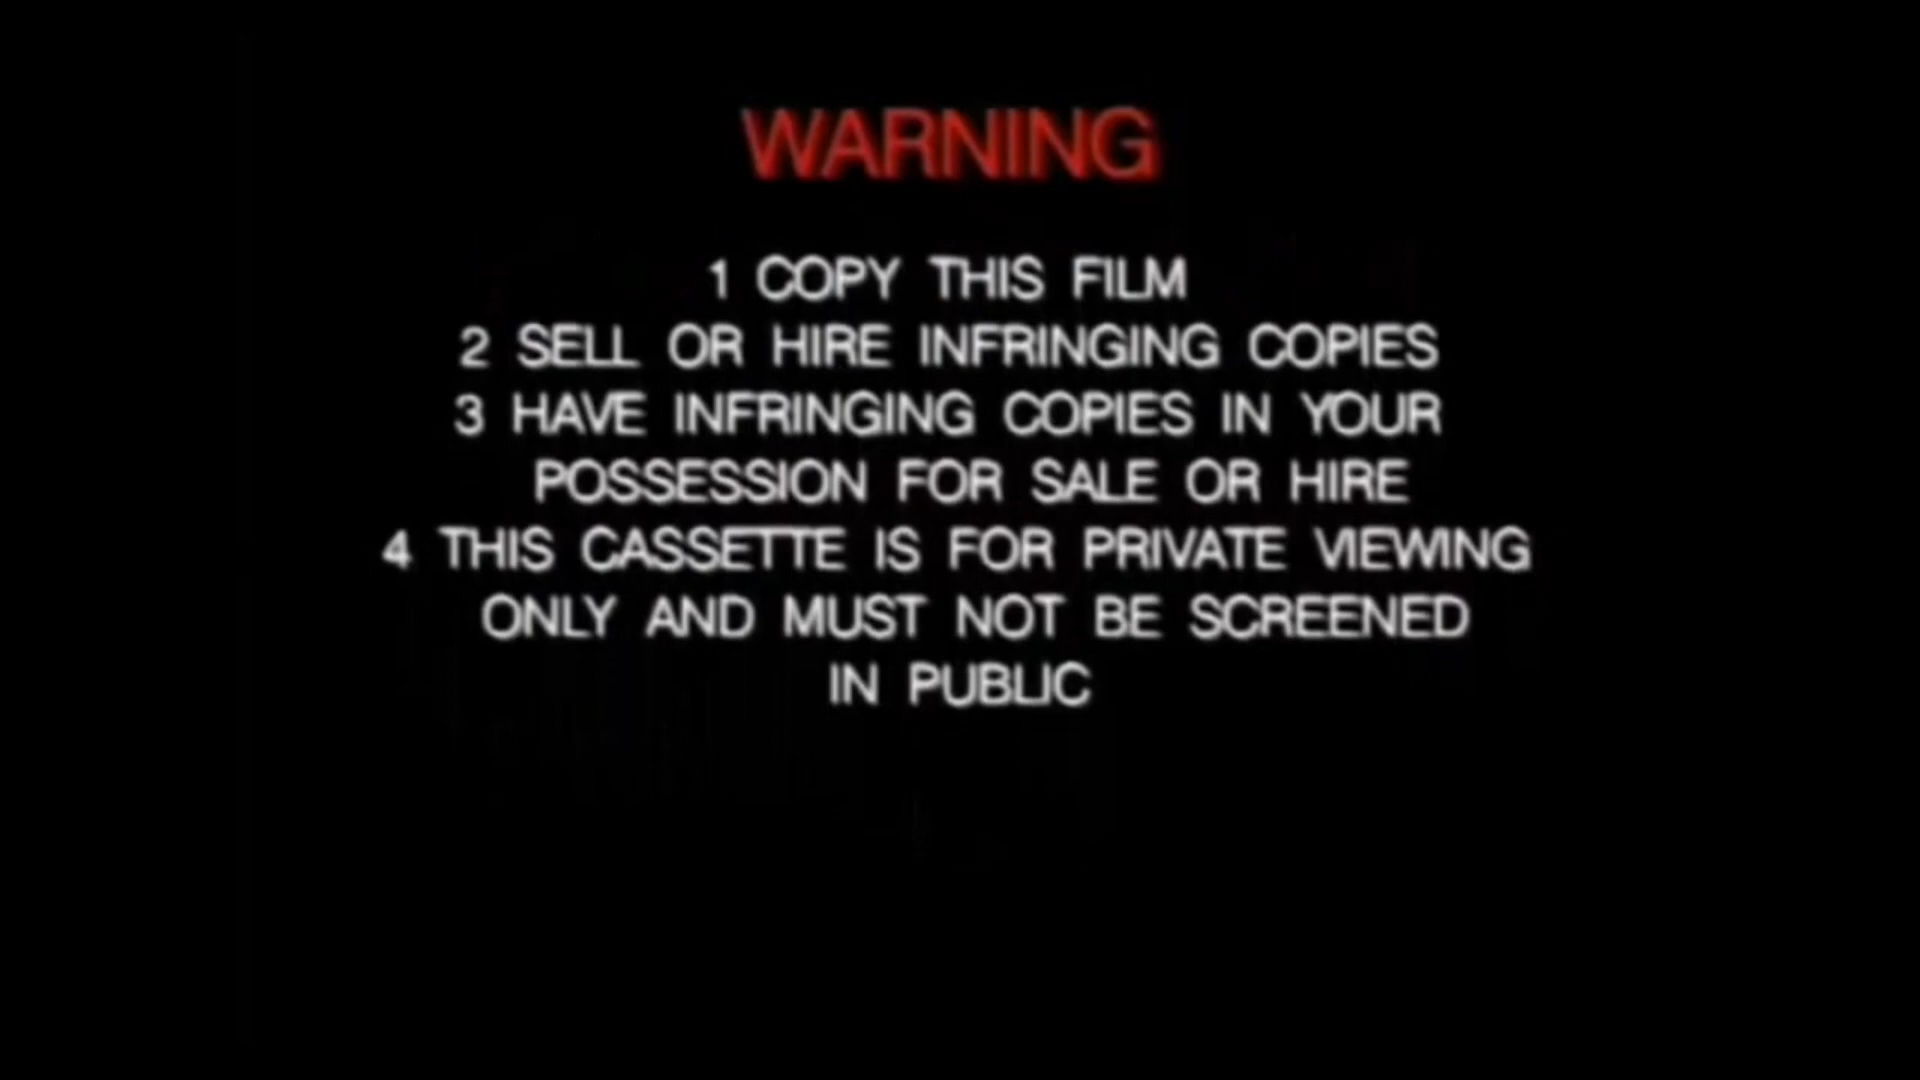 WARNING
1 COPY THIS FILM
2 SELL OR HIRE INFRINGING COPIES
3 HAVE INFRINGING COPIES IN YOUR
POSSESSION FOR SALE OR HIRE
4 THIS CASSETTE IS FOR PRIVATE VIEWING
ONLY AND MUST NOT BE SCREENED
IN PUBLIC